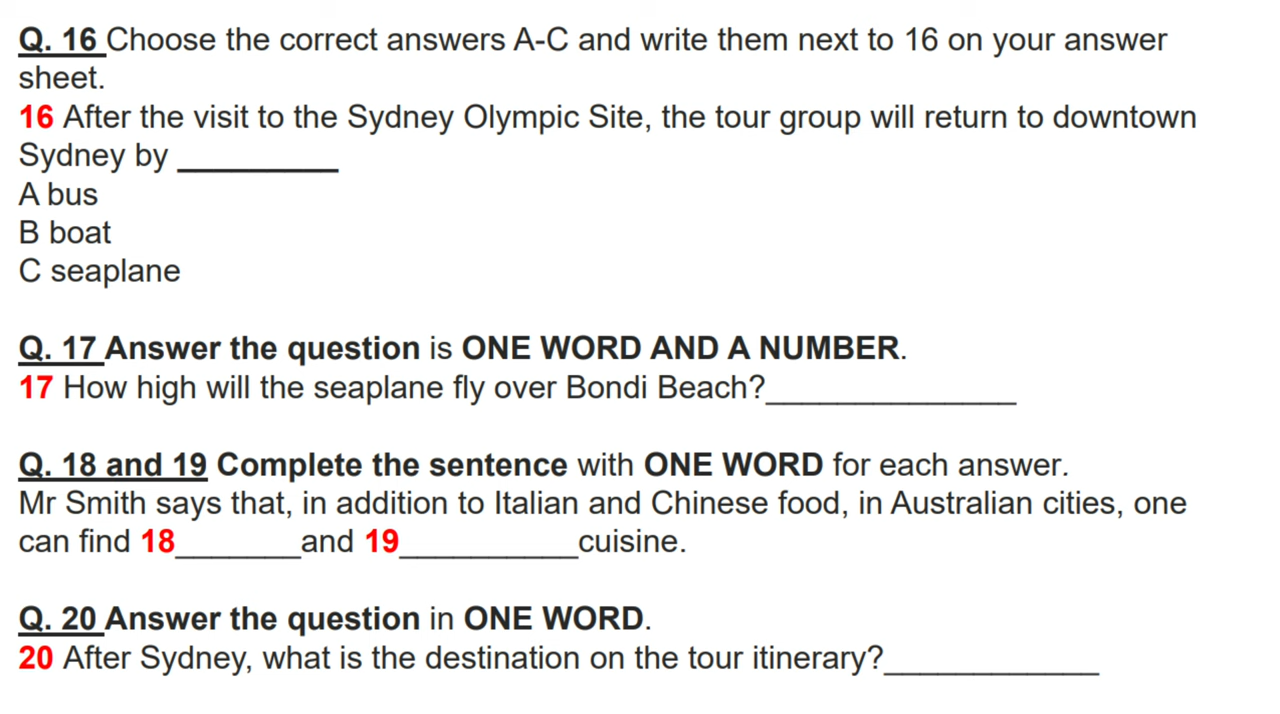 Q. 16 Choose the correct answers A-C and write them next to 16 on your answer
sheet.
16 After the visit to the Sydney Olympic Site, the tour group will return to downtown
Sydney by _________
A bus
B boat
C seaplane
Q. 17 Answer the question is ONE WORD AND A NUMBER.
17 How high will the seaplane fly over Bondi Beach?______________
Q. 18 and 19 Complete the sentence with ONE WORD for each answer.
Mr Smith says that, in addition to Italian and Chinese food, in Australian cities, one
can find 18_______and 19__________cuisine.
Q. 20 Answer the question in ONE WORD.
20 After Sydney, what is the destination on the tour itinerary?____________